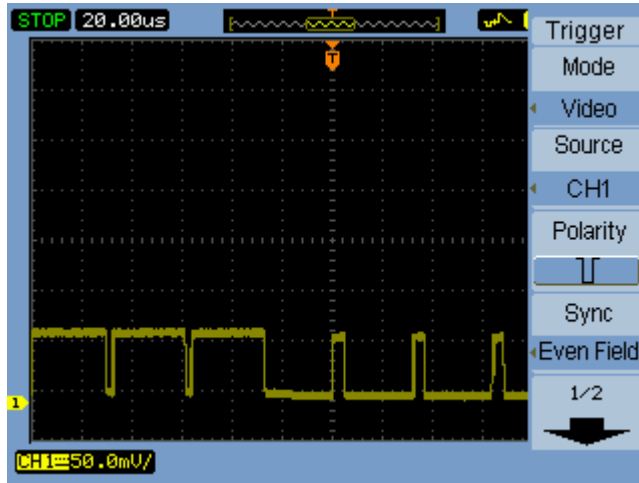 STOP 20.00us
T
T
Trigger
Mode
Video
Source
CH1
Polarity
Sync
Even Field
1/2
1
CH1 50.0mV/